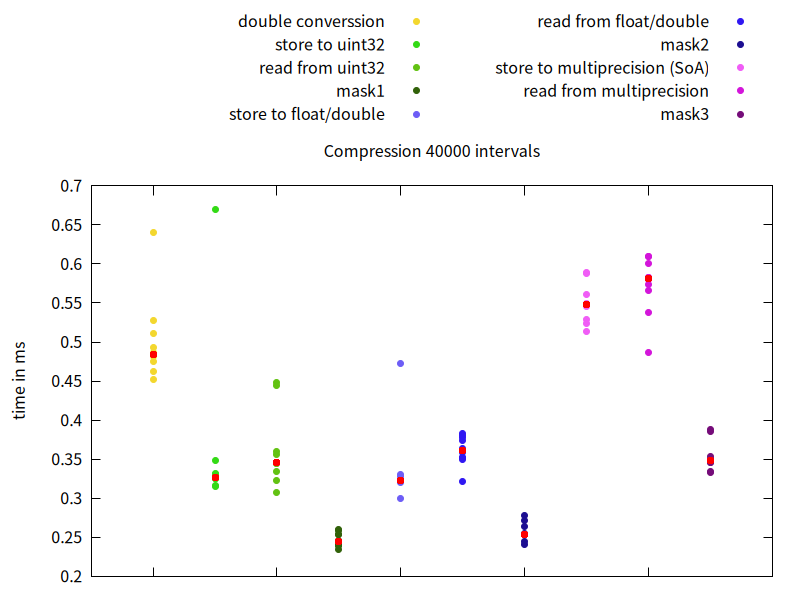 double converssion
store to uint32
read from uint32
mask1
store to float/double
read from float/double
mask2
store to multiprecision (SoA)
read from multiprecision
mask3
Compression 40000 intervals
0.7
0.65
0.6
0.55
0.5
0.45
0.4
0.35
0.3
0.25
0.2
time in ms